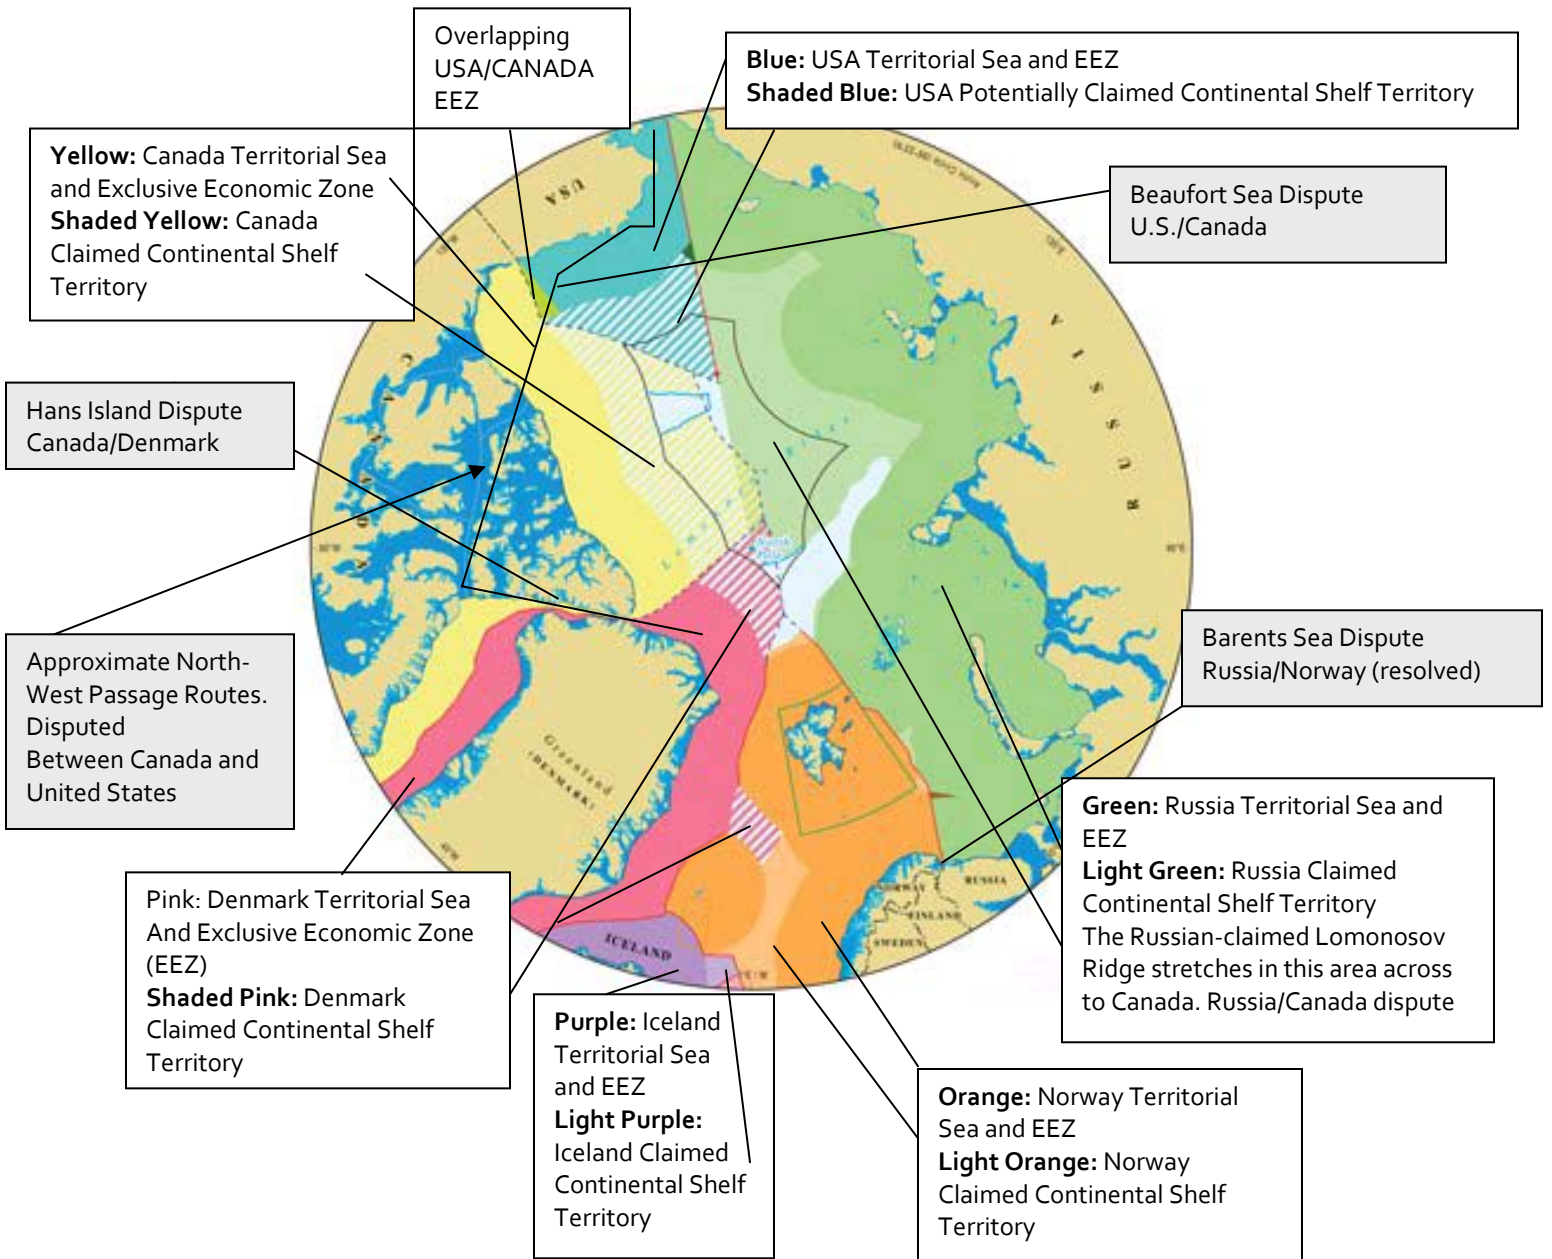 Overlapping
USA/CANADA
EEZ
Blue: USA Territorial Sea and EEZ
Shaded Blue: USA Potentially Claimed Continental Shelf Territory
Yellow: Canada Territorial Sea
and Exclusive Economic Zone
Shaded Yellow: Canada
Claimed Continental Shelf
Territory
Beaufort Sea Dispute
U.S./Canada
Hans Island Dispute
Canada/Denmark
Approximate North-
West Passage Routes.
Disputed
Between Canada and
United States
Barents Sea Dispute
Russia/Norway (resolved)
Green: Russia Territorial Sea and
EEZ
Light Green: Russia Claimed
Continental Shelf Territory
The Russian-claimed Lomonosov
Ridge stretches in this area across
to Canada. Russia/Canada dispute
Pink: Denmark Territorial Sea
And Exclusive Economic Zone
(EEZ)
Shaded Pink: Denmark
Claimed Continental Shelf
Territory
Purple: Iceland
Territorial Sea
and EEZ
Light Purple:
Iceland Claimed
Continental Shelf
Territory
Orange: Norway Territorial
Sea and EEZ
Light Orange: Norway
Claimed Continental Shelf
Territory
USA
CANADA
RUSSIA
North
Pole
Greenland
(DENMARK)
ICELAND
NORWAY
RUSSIA
FINLAND
SWEDEN